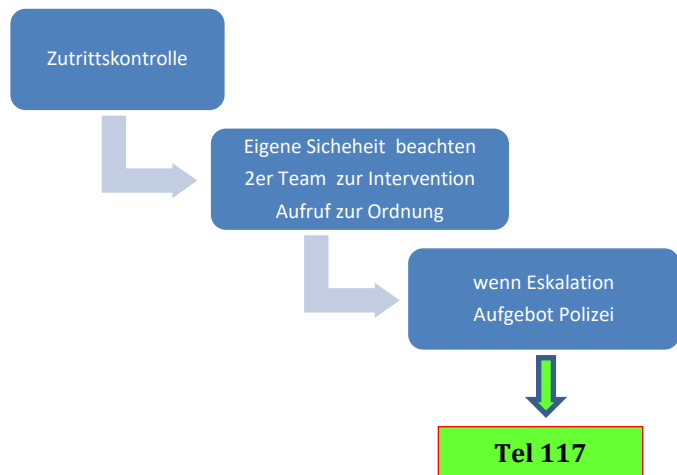 Zutrittskontrolle
Eigene Sicheheit beachten
2er Team zur Intervention
Aufruf zur Ordnung
wenn Eskalation
Aufgebot Polizei
Tel 117